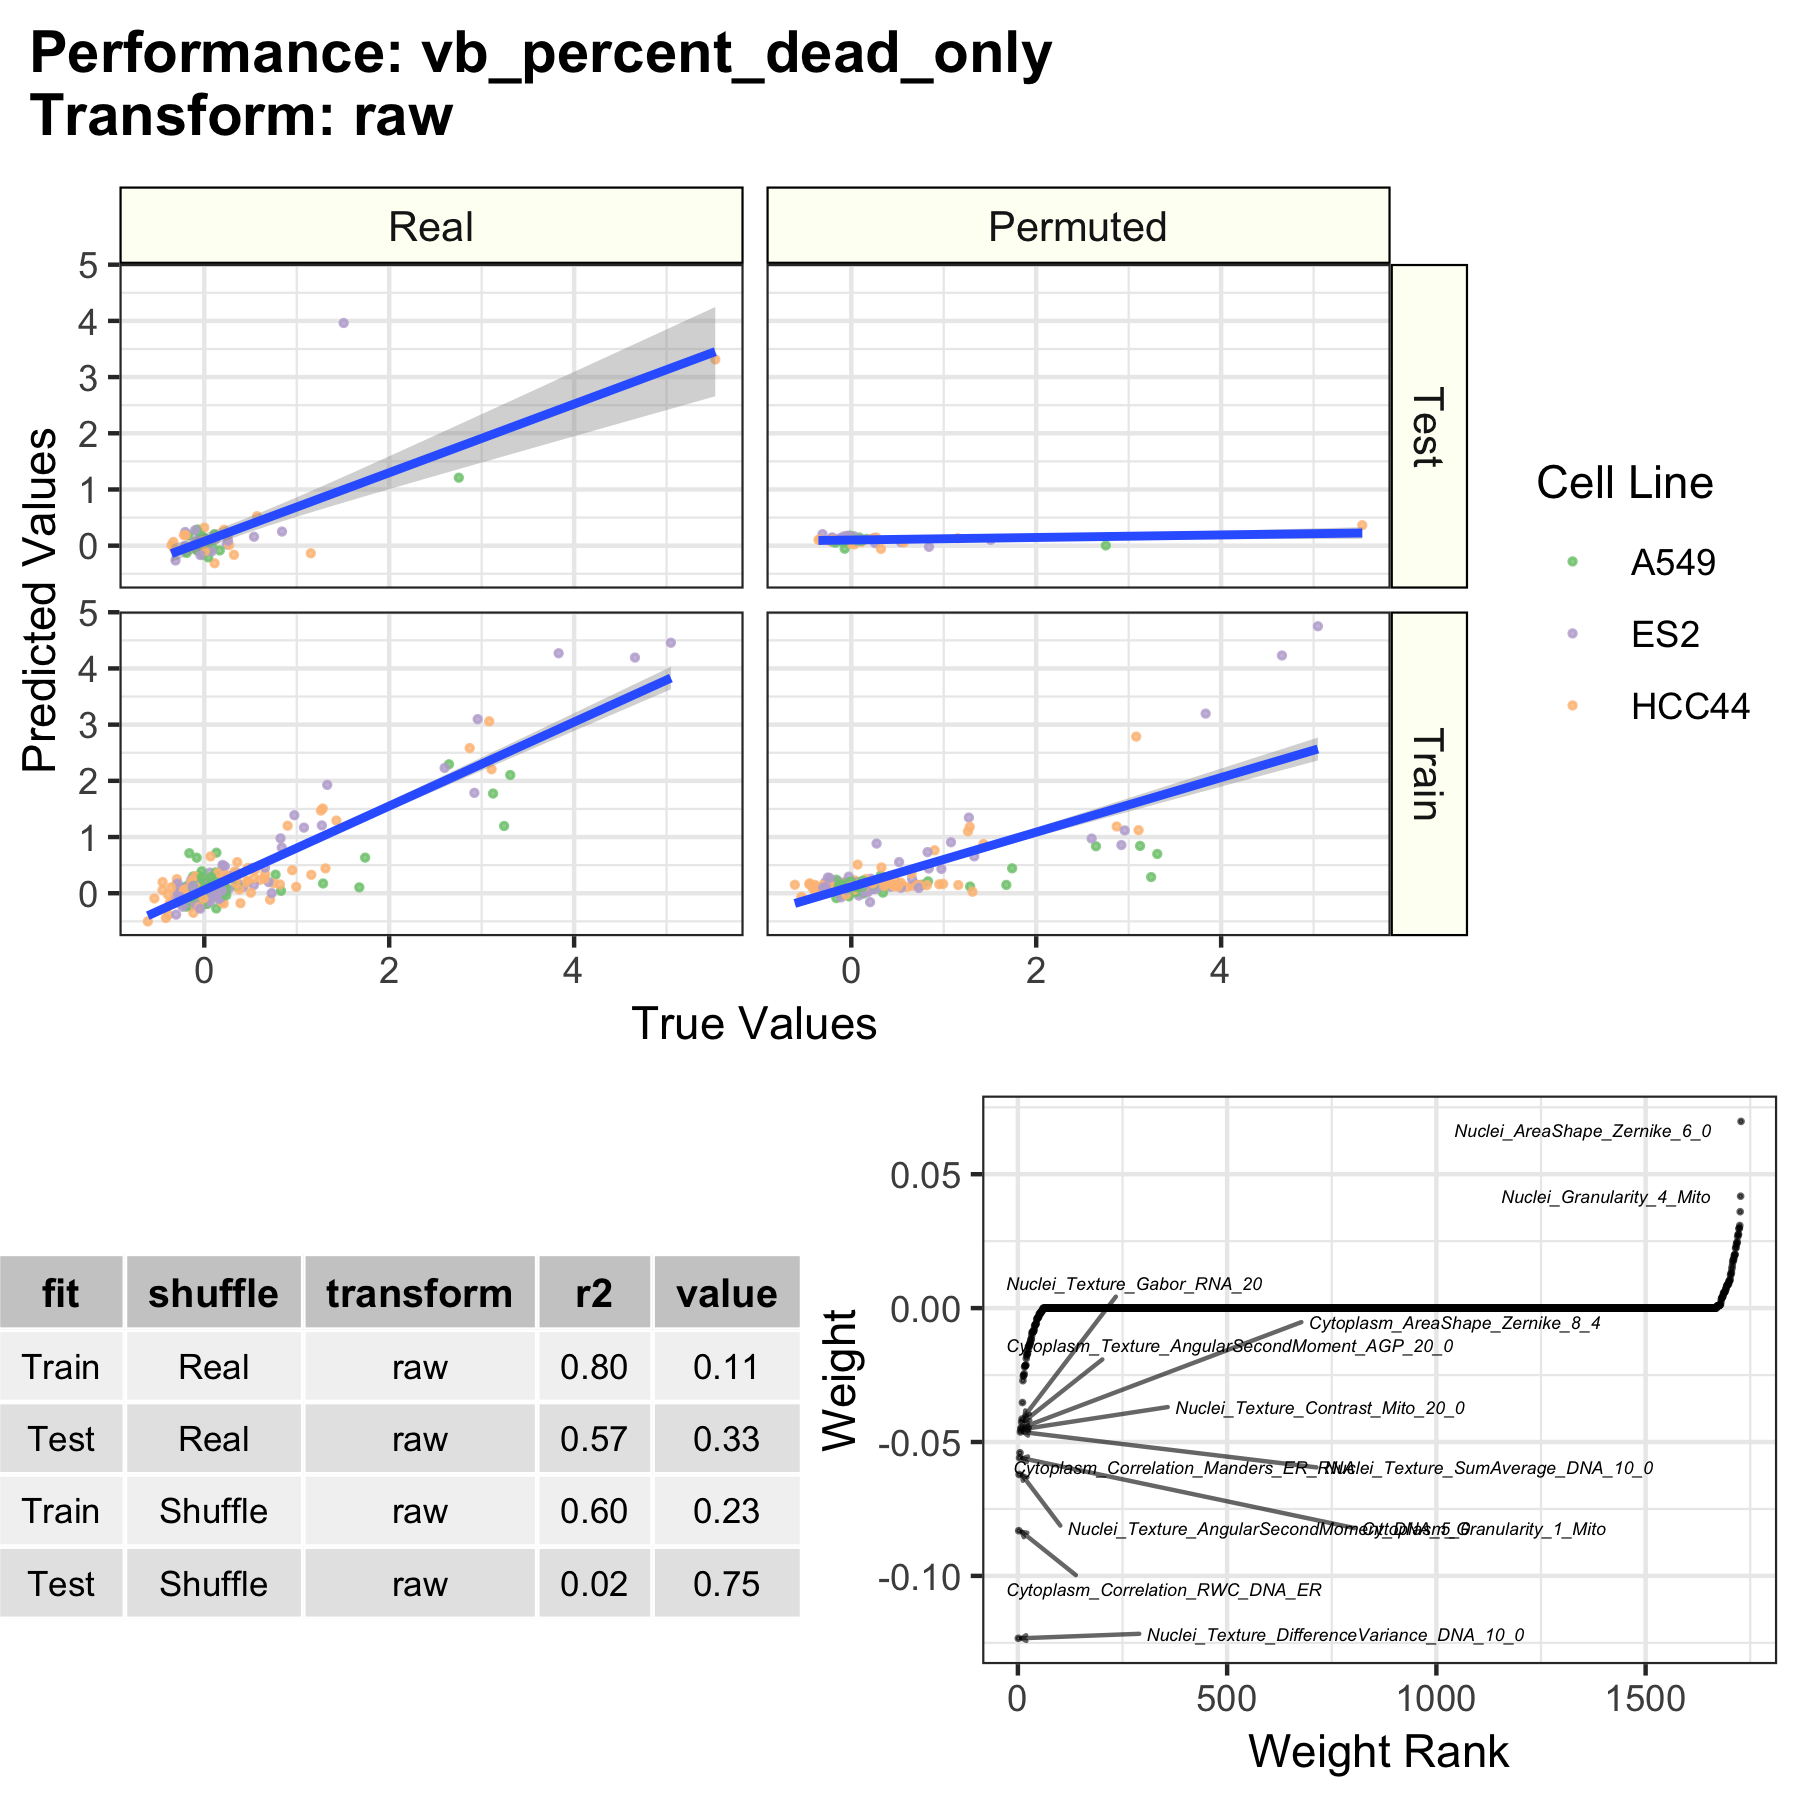 Performance: vb_percent_dead_only
Transform: raw
Real
Permuted
5
4
3
2
1
0
Test
5
4
3
2
1
0
Train
0
2
4
0
2
4
Predicted Values
True Values
Cell Line
A549
ES2
HCC44
fit shuffle transform r2 value
Train Real raw 0.80 0.11
Test Real raw 0.57 0.33
Train Shuffle raw 0.60 0.23
Test Shuffle raw 0.02 0.75
Weight
0.05
0.00
-0.05
-0.10
Nuclei_AreaShape_Zernike_6_0
Nuclei_Granularity_4_Mito
Nuclei_Texture_Gabor_RNA_20
Cytoplasm_AreaShape_Zernike_8_4
Cytoplasm_Texture_AngularSecondMoment_AGP_20_0
Nuclei_Texture_Contrast_Mito_20_0
Cytoplasm_Correlation_Manders_ER_RNA
Nuclei_Texture_SumAverage_DNA_10_0
Nuclei_Texture_AngularSecondMoment_DNA_5_0
Cytoplasm_Granularity_1_Mito
Cytoplasm_Correlation_RWC_DNA_ER
Nuclei_Texture_DifferenceVariance_DNA_10_0
0
500
1000
1500
Weight Rank